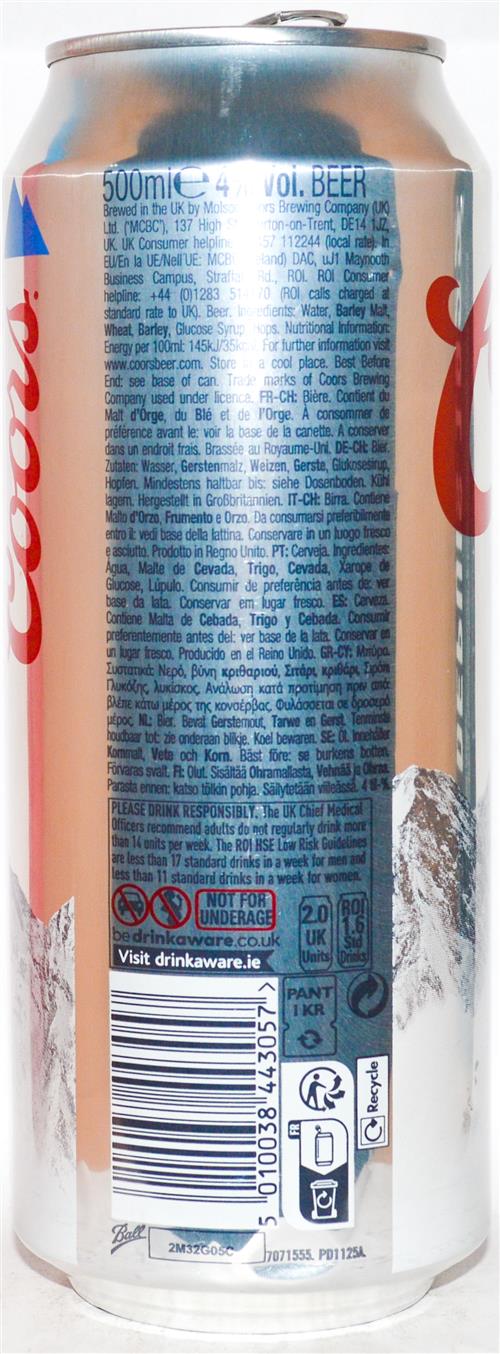 Coors
500ml℮ 4% Vol. BEER
Brewed in the UK by Molson Coors Brewing Company (UK)
Ltd. ("MCBC"), 137 High St, Burton-on-Trent, DE14 1JZ,
UK. UK Consumer helpline 57 112244 (local rate). In
EU/En la UE/Nell'UE: MCBC land) DAC, uJ1 Maynooth
Business Campus, Straffan Rd., ROI. ROI Consumer
helpline: +44 (0)1283 514170 (ROI calls charged at
standard rate to UK). Beer. Ingredients: Water, Barley Malt,
Wheat, Barley, Glucose Syrup, Hops. Nutritional Information:
Energy per 100ml: 145kJ/35kcal. For further information visit
www.coorsbeer.com. Store in a cool place. Best Before
End: see base of can. Trade marks of Coors Brewing
Company used under licence. FR-CH: Bière. Contient du
Malt d'Orge, du Blé et de l'Orge. À consommer de
préférence avant le: voir la base de la canette. A conserver
dans un endroit frais. Brassée au Royaume-Uni. DE-CH: Bier.
Zutaten: Wasser, Gerstenmalz, Weizen, Gerste, Glukosesirup,
Hopfen. Mindestens haltbar bis: siehe Dosenboden. Kühl
lagern. Hergestellt in Großbritannien. IT-CH: Birra. Contiene
Malto d'Orzo, Frumento e Orzo. Da consumarsi preferibilmente
entro il: vedi base della lattina. Conservare in un luogo fresco
e asciutto. Prodotto in Regno Unito. PT: Cerveja. Ingredientes:
Água, Malte de Cevada, Trigo, Cevada, Xarope de
Glucose, Lúpulo. Consumir de preferência antes de: ver
base da lata. Conservar em lugar fresco. ES: Cerveza.
Contiene Malta de Cebada, Trigo y Cebada. Consumir
preferentemente antes del: ver base de la lata. Conservar en
un lugar fresco. Producido en el Reino Unido. GR-CY: Μπύρα.
Συστατικά: Νερό, βύνη κριθαριού, Σιτάρι, κριθάρι, Σιρόπι
Γλυκόζης, λυκίσκος. Ανάλωση κατά προτίμηση πριν από:
βλέπε κάτω μέρος της κονσέρβας. Φυλάσσεται σε δροσερό
μέρος. NL: Bier. Bevat Gerstemout, Tarwe en Gerst. Tenminste
houdbaar tot: zie onderaan blikje. Koel bewaren. SE: Öl. Innehåller
Kornmalt, Vete och Korn. Bäst före: se burkens botten.
Förvaras svalt. FI: Olut. Sisältää Ohramallasta, Vehnää ja Ohraa.
Parasta ennen: katso tölkin pohja. Säilytetään viileässä. 4 til-%.
PLEASE DRINK RESPONSIBLY. The UK Chief Medical
Officers recommend adults do not regularly drink more
than 14 units per week. The ROI HSE Low Risk Guidelines
are less than 17 standard drinks in a week for men and
less than 11 standard drinks in a week for women.
NOT FOR
UNDERAGE
bedrinkaware.co.uk
Visit drinkaware.ie
2.0
UK
Units
ROI
1.6
Std
Drinks
PANT
1 KR
5 010038 443057 >
FR
Recycle
Ball
2M32G05C
7071555. PD1125A.